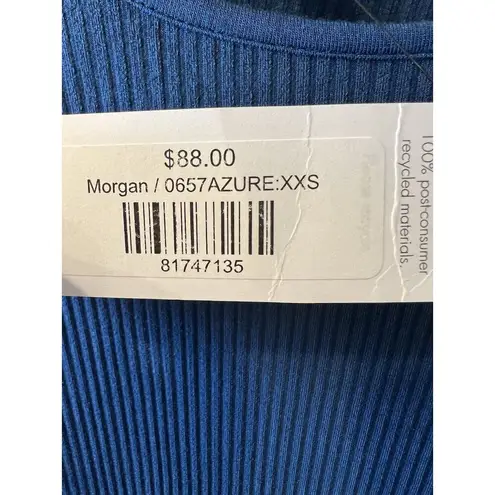 $88.00
Morgan / 0657AZURE:XXS
81747135
100% post-consumer
recycled materials.